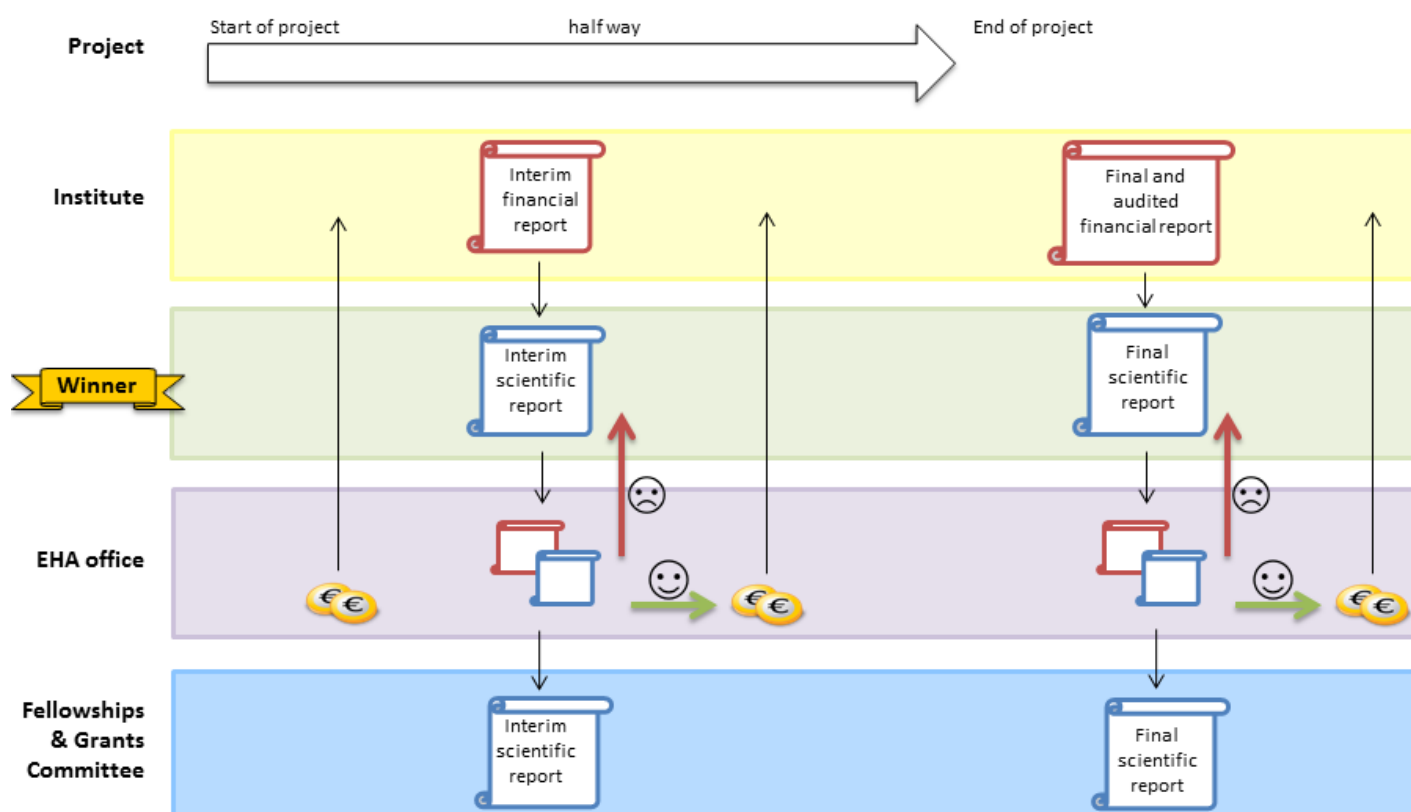 Start of project
half way
End of project
Project
Institute
Interim
financial
report
Final and
audited
financial report
Winner
Interim
scientific
report
Final
scientific
report
EHA office
€
€
€
€
€
€
Fellowships
& Grants
Committee
Interim
scientific
report
Final
scientific
report